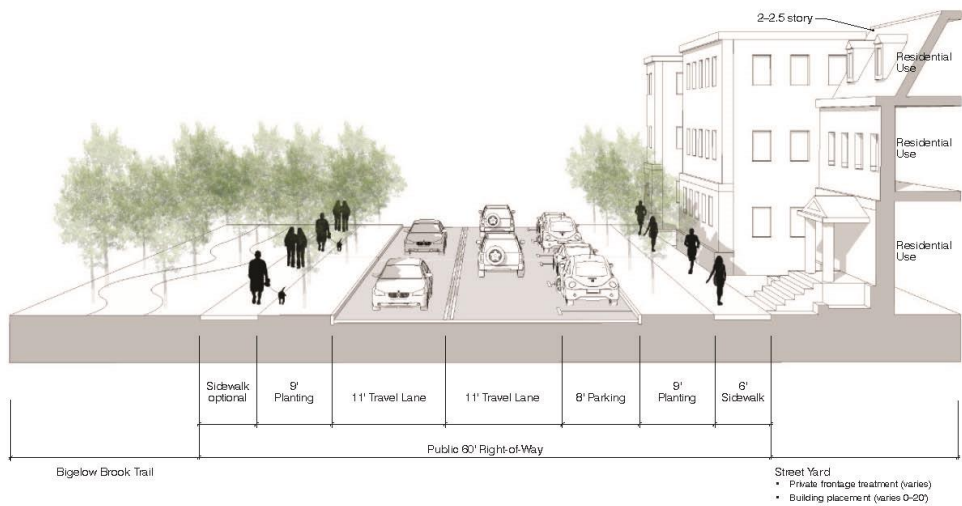 2–2.5 story
Residential
Use
Residential
Use
Residential
Use
Sidewalk
optional
9'
Planting
11' Travel Lane
11' Travel Lane
8' Parking
9'
Planting
6'
Sidewalk
Public 60' Right-of-Way
Bigelow Brook Trail
Street Yard
• Private frontage treatment (varies)
• Building placement (varies 0–20')